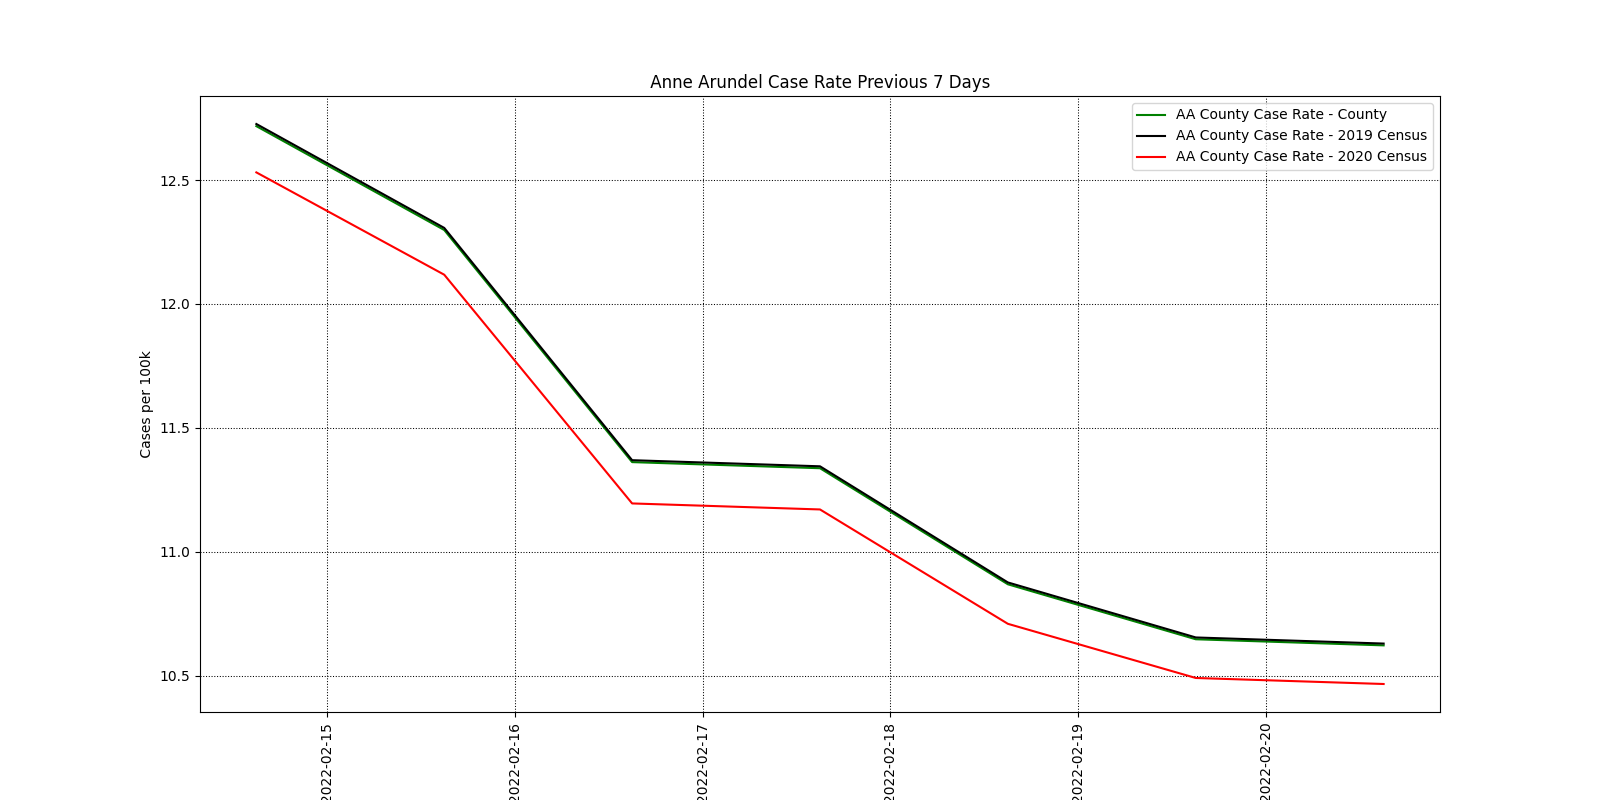 Anne Arundel Case Rate Previous 7 Days
AA County Case Rate - County
AA County Case Rate - 2019 Census
AA County Case Rate - 2020 Census
12.5
12.0
11.5
11.0
10.5
Cases per 100k
2022-02-15
2022-02-16
2022-02-17
2022-02-18
2022-02-19
2022-02-20